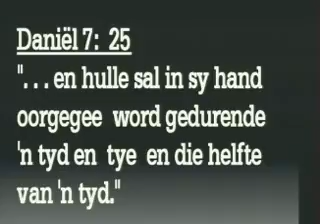 Daniël 7: 25
"...en hulle sal in sy hand
oorgegee word gedurende
'n tyd en tye en die helfte
van 'n tyd."